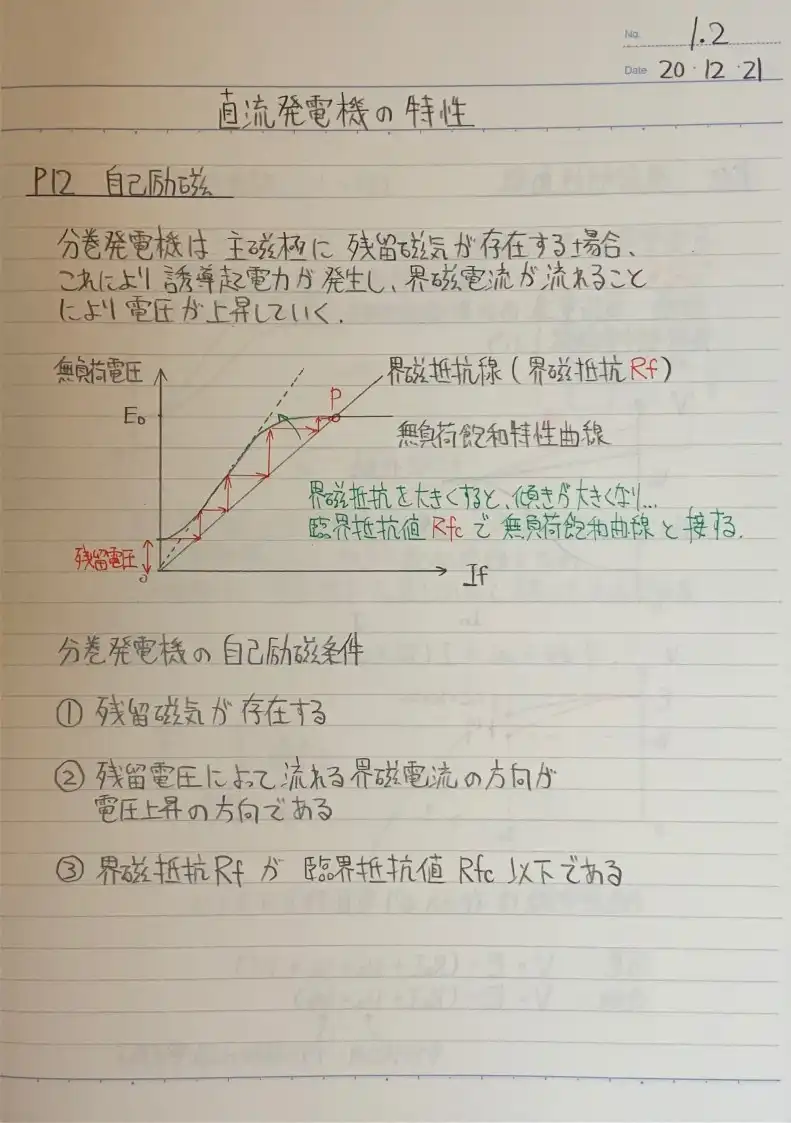 No. 1.2
Date 20・12・21
直流発電機の特性
P12 自己励磁
分巻発電機は主磁極に残留磁気が存在する場合、
これにより誘導起電力が発生し、界磁電流が流れること
により電圧が上昇していく.
無負荷電圧
界磁抵抗線(界磁抵抗Rf)
P
E₀
無負荷飽和特性曲線
界磁抵抗を大きくすると、傾きが大きくなり...
臨界抵抗値 Rfc で無負荷飽和曲線と接する.
残留電圧
0
If
分巻発電機の自己励磁条件
① 残留磁気が存在する
② 残留電圧によって流れる界磁電流の方向が
電圧上昇の方向である
③ 界磁抵抗Rfが臨界抵抗値Rfc以下である